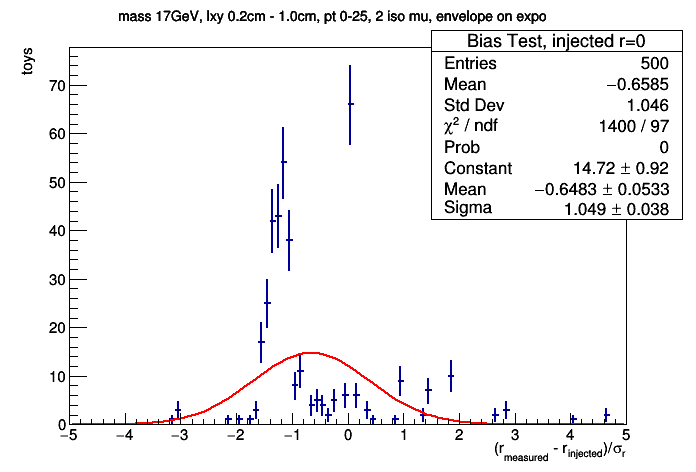 mass 17GeV, lxy 0.2cm - 1.0cm, pt 0-25, 2 iso mu, envelope on expo
Bias Test, injected r=0
Entries 500
Mean −0.6585
Std Dev 1.046
χ² / ndf 1400 / 97
Prob 0
Constant 14.72 ± 0.92
Mean −0.6483 ± 0.0533
Sigma 1.049 ± 0.038
toys
70
60
50
40
30
20
10
0
−5 −4 −3 −2 −1 0 1 2 3 4 5
(r_measured - r_injected)/σ_r